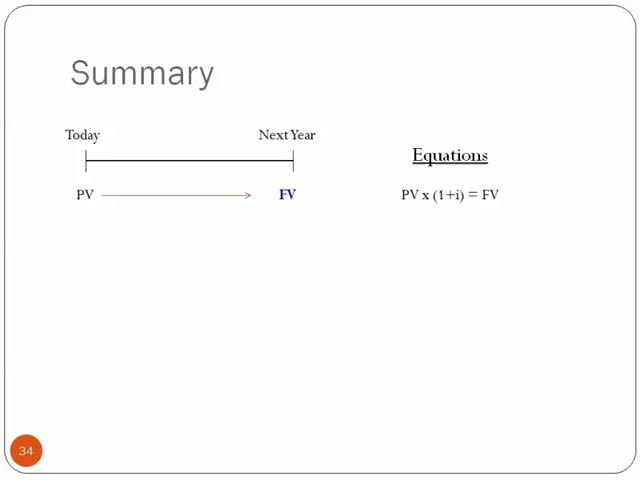 Summary
Today
Next Year
Equations
PV
FV
PV x (1+i) = FV
34